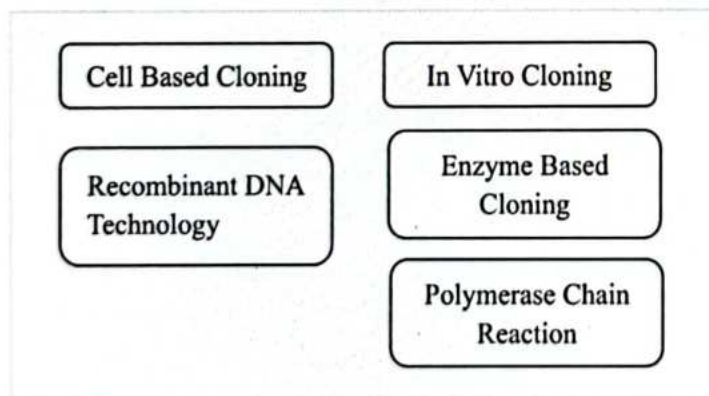 Cell Based Cloning
Recombinant DNA
Technology
In Vitro Cloning
Enzyme Based
Cloning
Polymerase Chain
Reaction